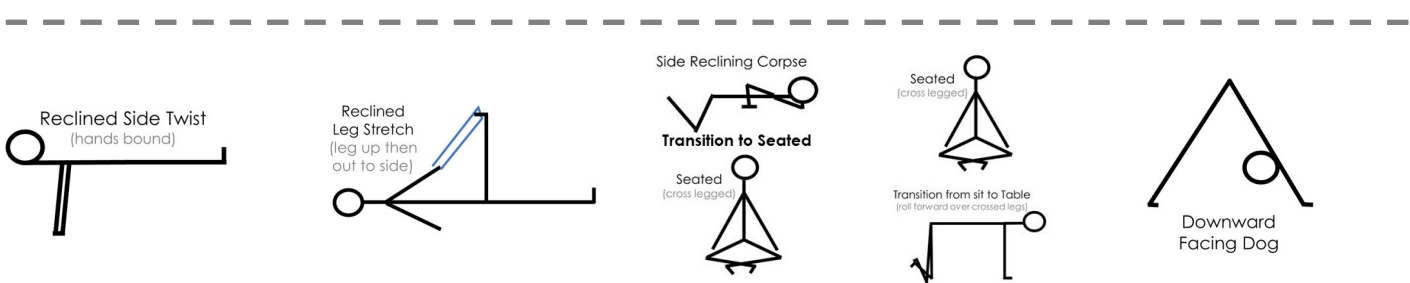 Reclined Side Twist
(hands bound)
Reclined
Leg Stretch
(leg up then
out to side)
Side Reclining Corpse
Transition to Seated
Seated
(cross legged)
Seated
(cross legged)
Transition from sit to Table
(roll forward over crossed legs)
Downward
Facing Dog